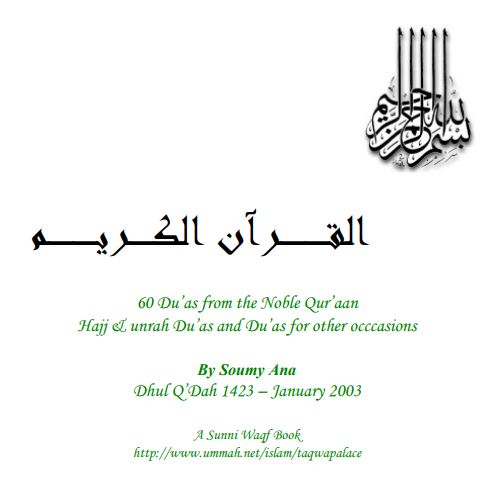 بسم الله الرحمن الرحيم
القـــرآن الكـــريـــم
60 Du’as from the Noble Qur’aan
Hajj & unrah Du’as and Du’as for other occcasions
By Soumy Ana
Dhul Q’Dah 1423 – January 2003
A Sunni Waqf Book
http://www.ummah.net/islam/taqwapalace